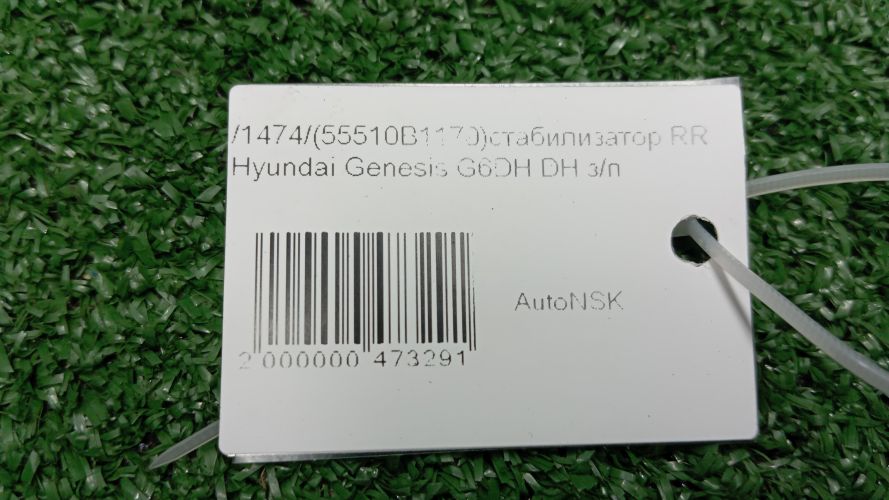 /1474/(55510B1170)стабилизатор RR
Hyundai Genesis G6DH DH з/п
AutoNSK
2 000000 473291